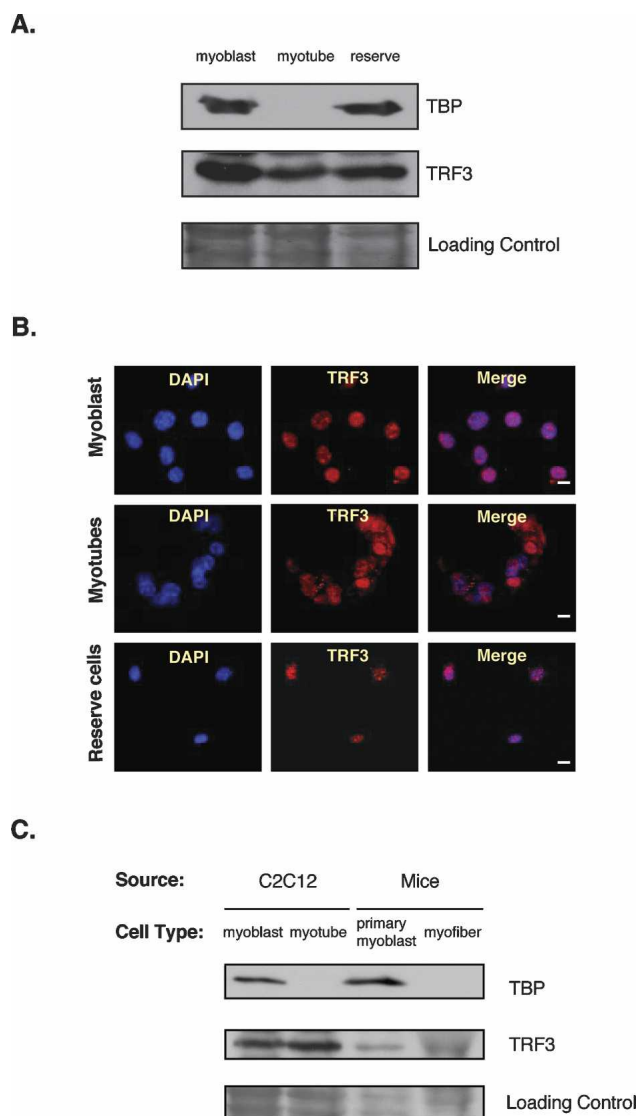 A.
myoblast myotube reserve
TBP
TRF3
Loading Control
B.
Myoblast
DAPI TRF3 Merge
Myotubes
DAPI TRF3 Merge
Reserve cells
DAPI TRF3 Merge
C.
Source: C2C12 Mice
Cell Type: myoblast myotube primary myoblast myofiber
TBP
TRF3
Loading Control